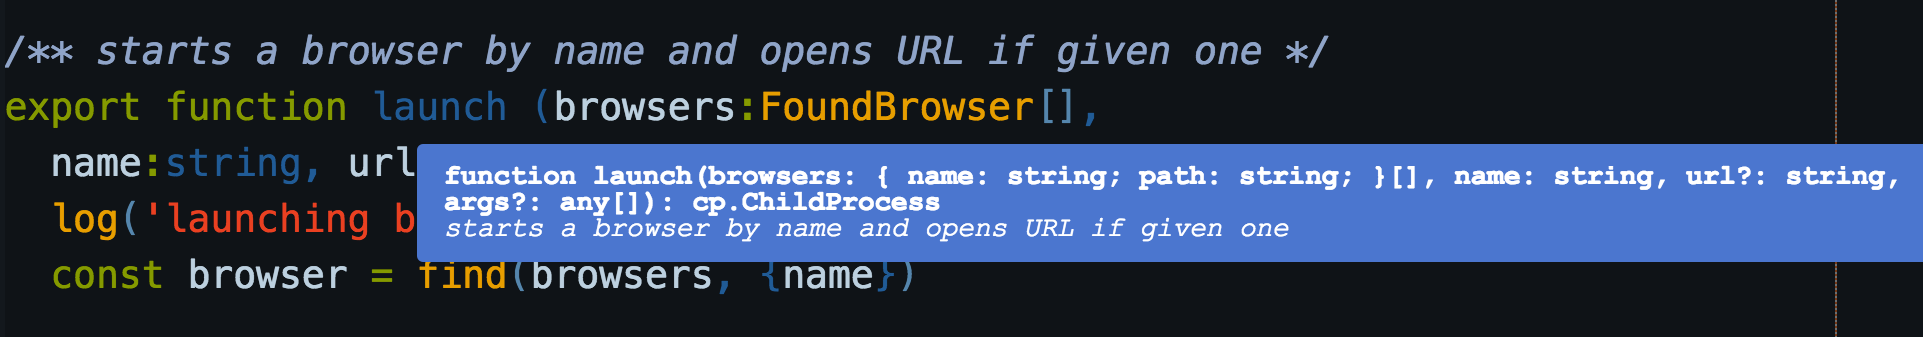 /** starts a browser by name and opens URL if given one */
export function launch (browsers:FoundBrowser[],
name:string, url
function launch(browsers: { name: string; path: string; }[], name: string, url?: string,
args?: any[]): cp.ChildProcess
starts a browser by name and opens URL if given one
log('launching b
const browser = find(browsers, {name})